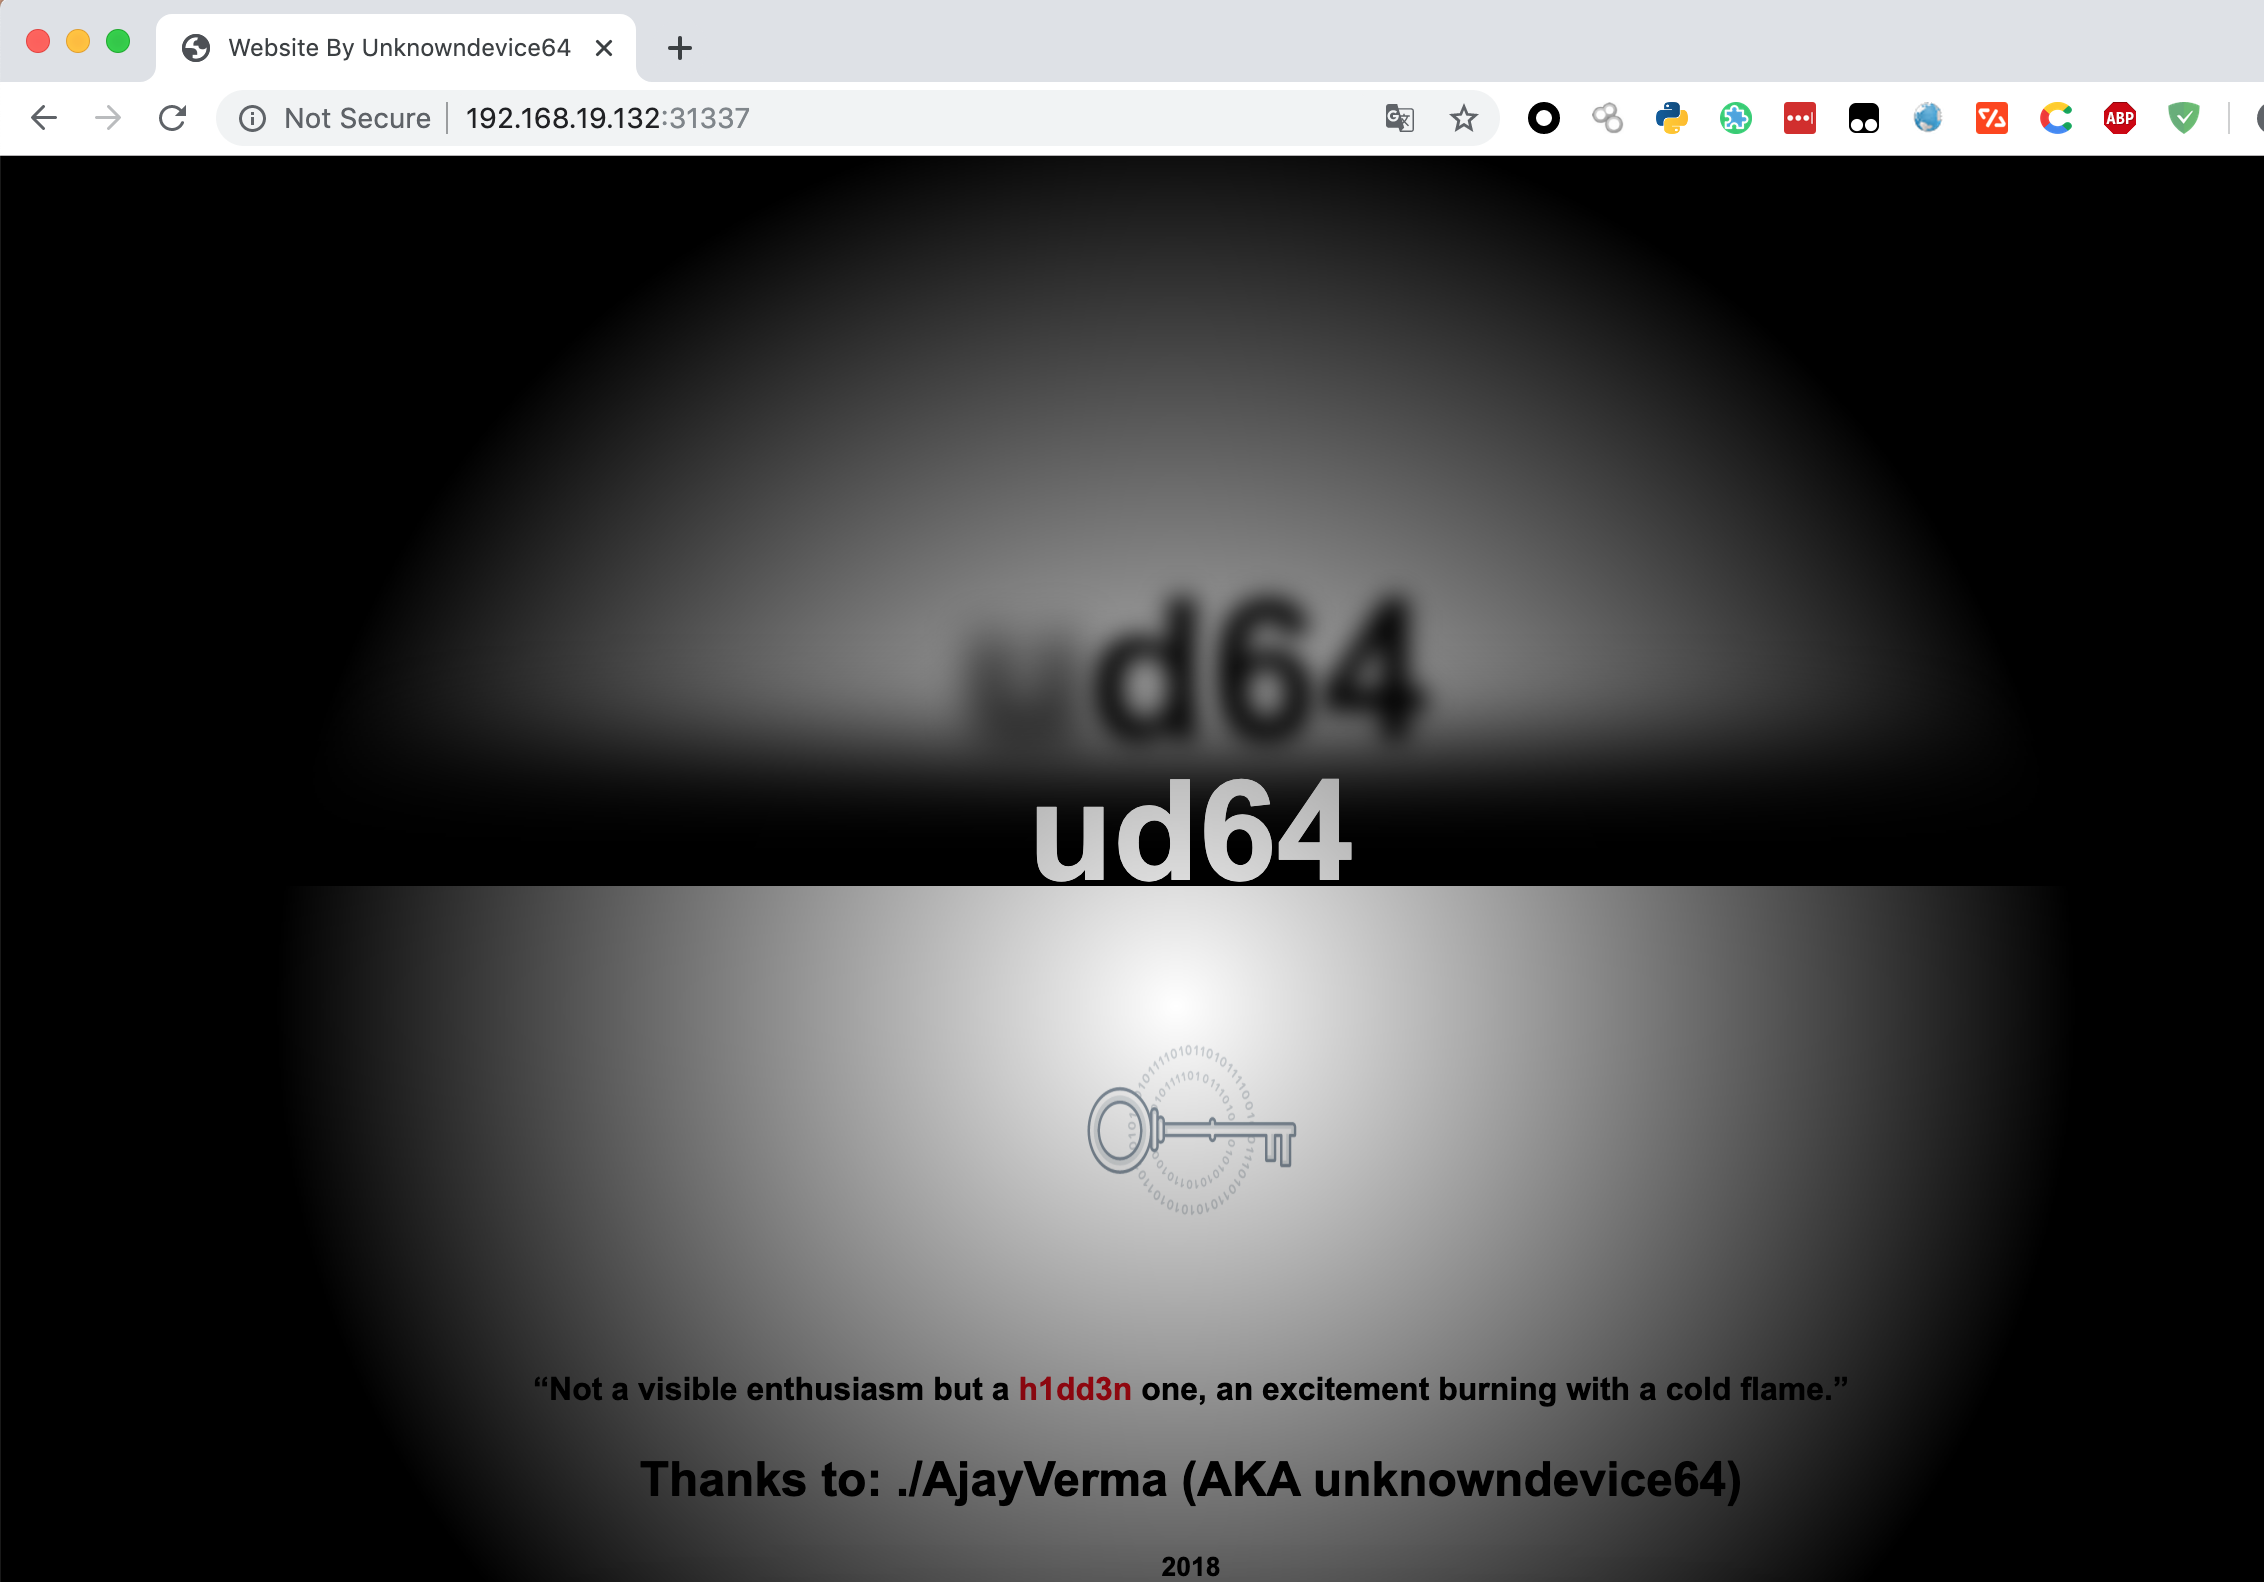 Website By Unknowndevice64
Not Secure 192.168.19.132:31337
ABP
ud64
ud64
“Not a visible enthusiasm but a h1dd3n one, an excitement burning with a cold flame.”
Thanks to: ./AjayVerma (AKA unknowndevice64)
2018